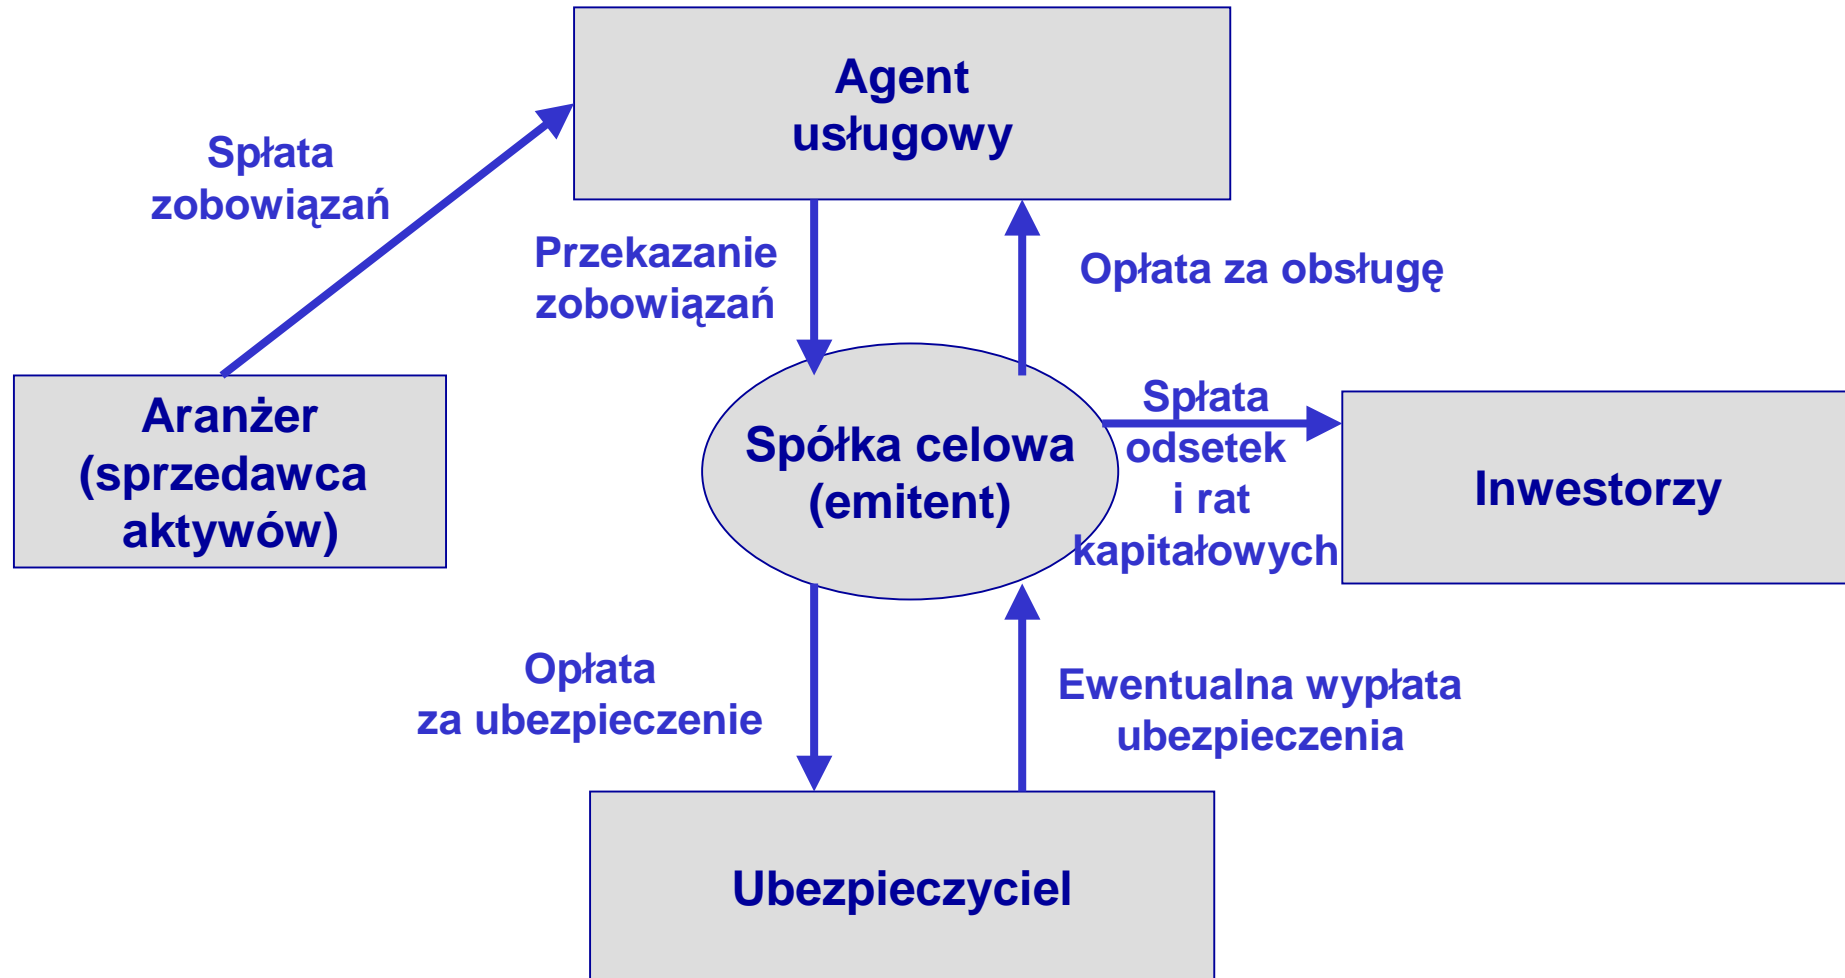 Agent
usługowy
Spłata
zobowiązań
Przekazanie
zobowiązań
Opłata za obsługę
Aranżer
(sprzedawca
aktywów)
Spółka celowa
(emitent)
Spłata
odsetek
i rat
kapitałowych
Inwestorzy
Opłata
za ubezpieczenie
Ewentualna wypłata
ubezpieczenia
Ubezpieczyciel